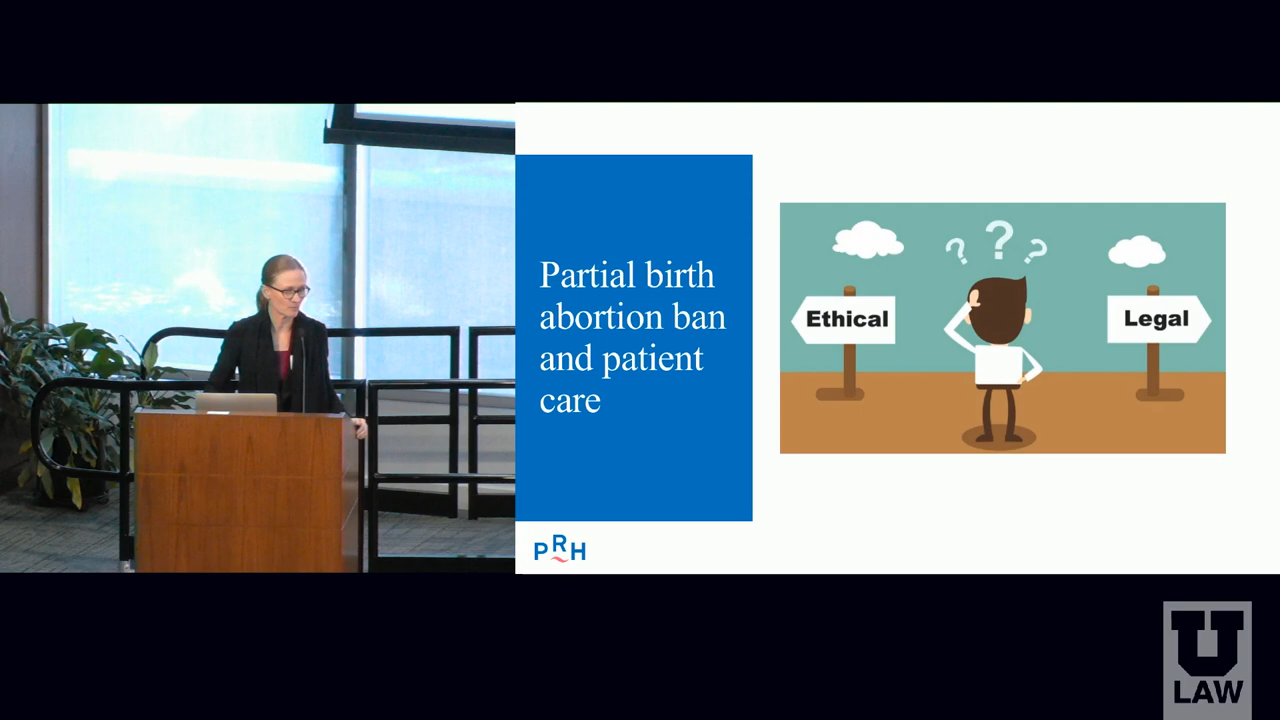 Partial birth
abortion ban
and patient
care
? ? ?
Ethical
Legal
PRH
U
LAW